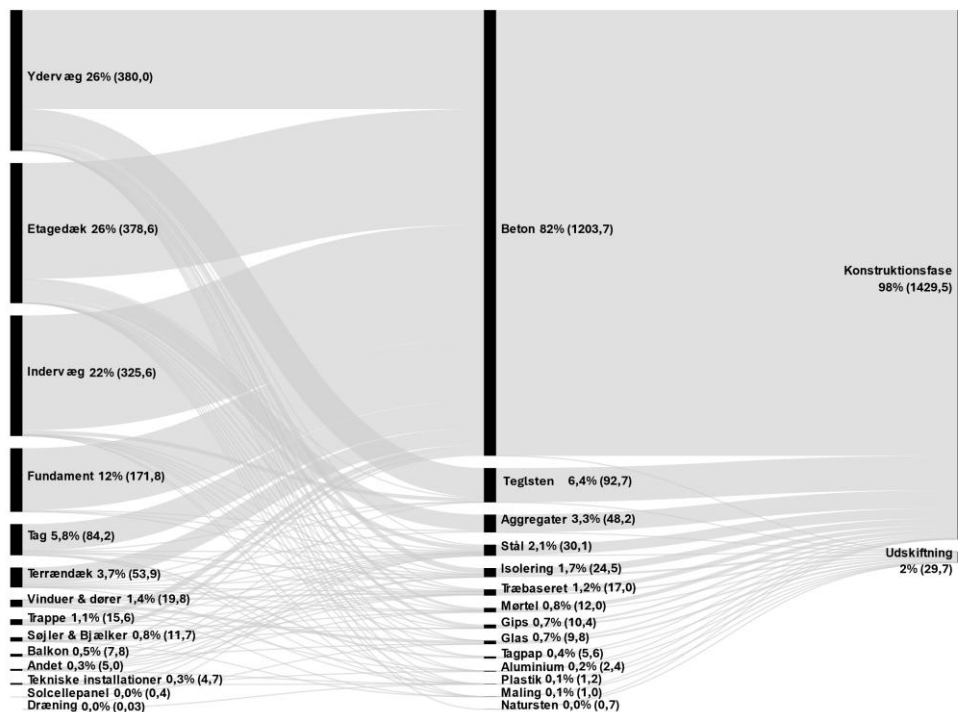 Ydervæg 26% (380,0)
Etagedæk 26% (378,6)
Indervæg 22% (325,6)
Fundament 12% (171,8)
Tag 5,8% (84,2)
Terrændæk 3,7% (53,9)
Vinduer & dører 1,4% (19,8)
Trappe 1,1% (15,6)
Søjler & Bjælker 0,8% (11,7)
Balkon 0,5% (7,8)
Andet 0,3% (5,0)
Tekniske installationer 0,3% (4,7)
Solcellepanel 0,0% (0,4)
Dræning 0,0% (0,03)
Beton 82% (1203,7)
Teglsten 6,4% (92,7)
Aggregater 3,3% (48,2)
Stål 2,1% (30,1)
Isolering 1,7% (24,5)
Træbaseret 1,2% (17,0)
Mørtel 0,8% (12,0)
Gips 0,7% (10,4)
Glas 0,7% (9,8)
Tagpap 0,4% (5,6)
Aluminium 0,2% (2,4)
Plastik 0,1% (1,2)
Maling 0,1% (1,0)
Natursten 0,0% (0,7)
Konstruktionsfase
98% (1429,5)
Udskiftning
2% (29,7)